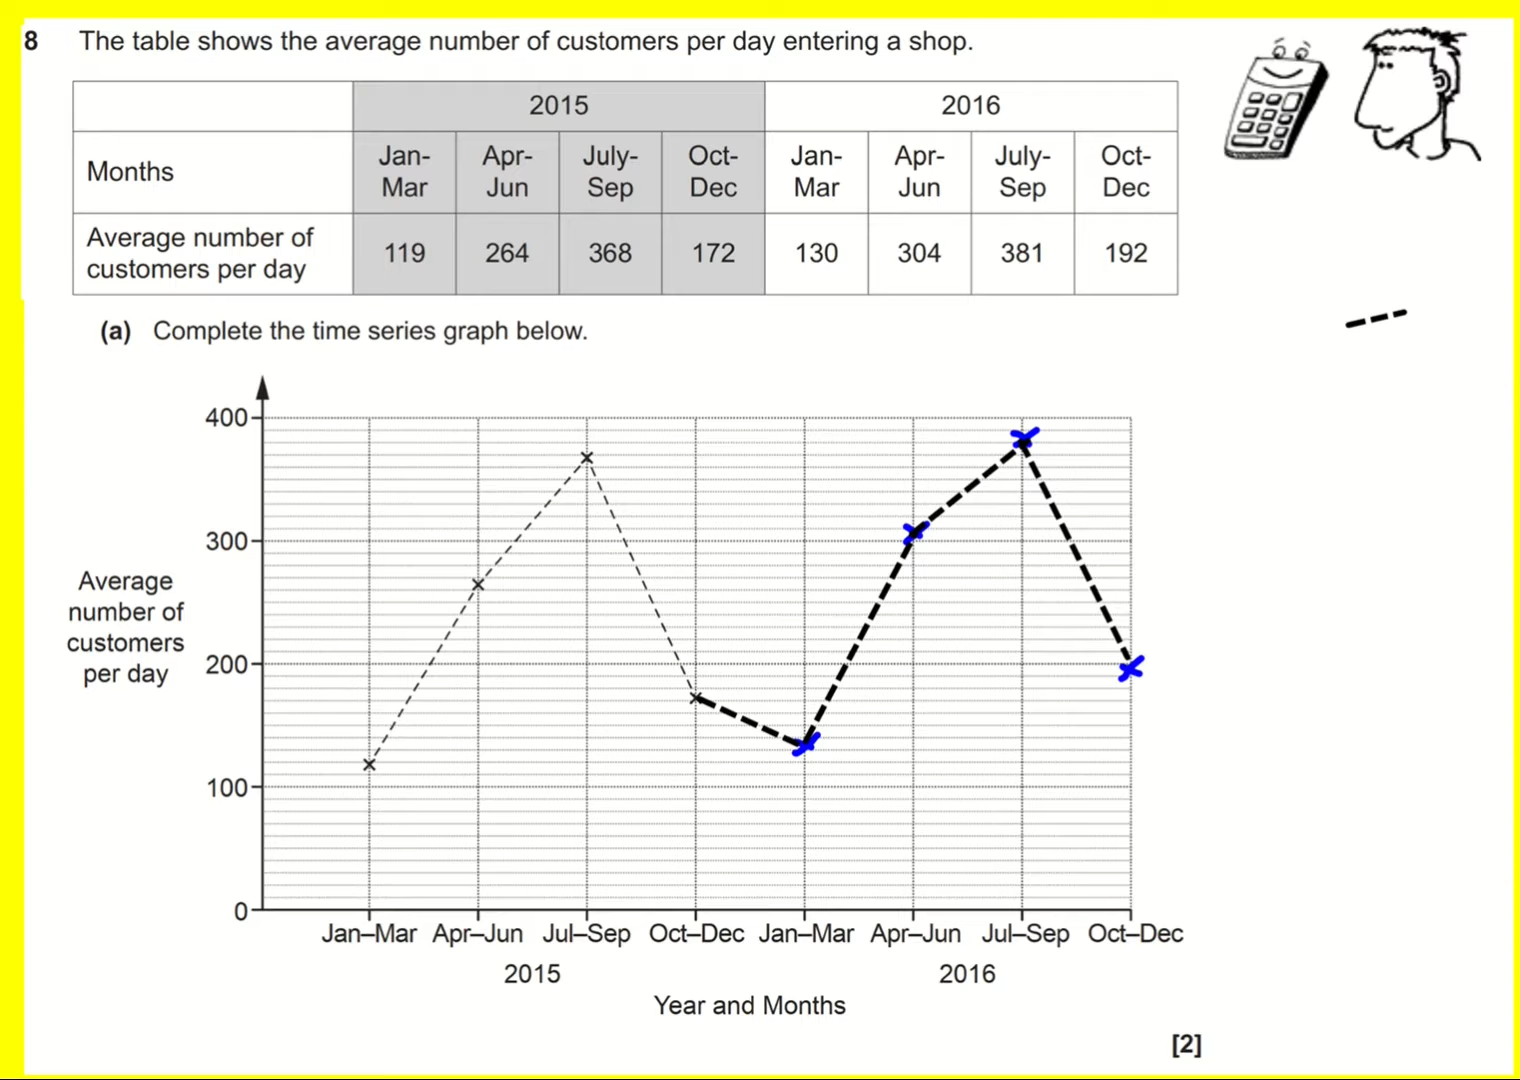 8 The table shows the average number of customers per day entering a shop.
2015 2016
Months Jan-Mar Apr-Jun July-Sep Oct-Dec Jan-Mar Apr-Jun July-Sep Oct-Dec
Average number of customers per day 119 264 368 172 130 304 381 192
(a) Complete the time series graph below.
400
300
Average
number of
customers
per day
200
100
0
Jan–Mar Apr–Jun Jul–Sep Oct–Dec Jan–Mar Apr–Jun Jul–Sep Oct–Dec
2015 2016
Year and Months
[2]